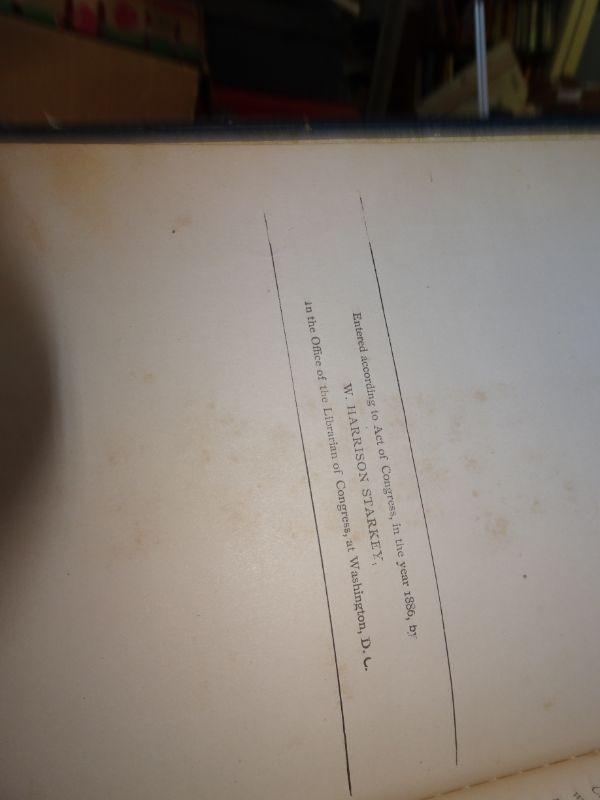 Entered according to Act of Congress, in the year 1886, by
W. HARRISON STARKEY,
in the Office of the Librarian of Congress, at Washington, D. C.